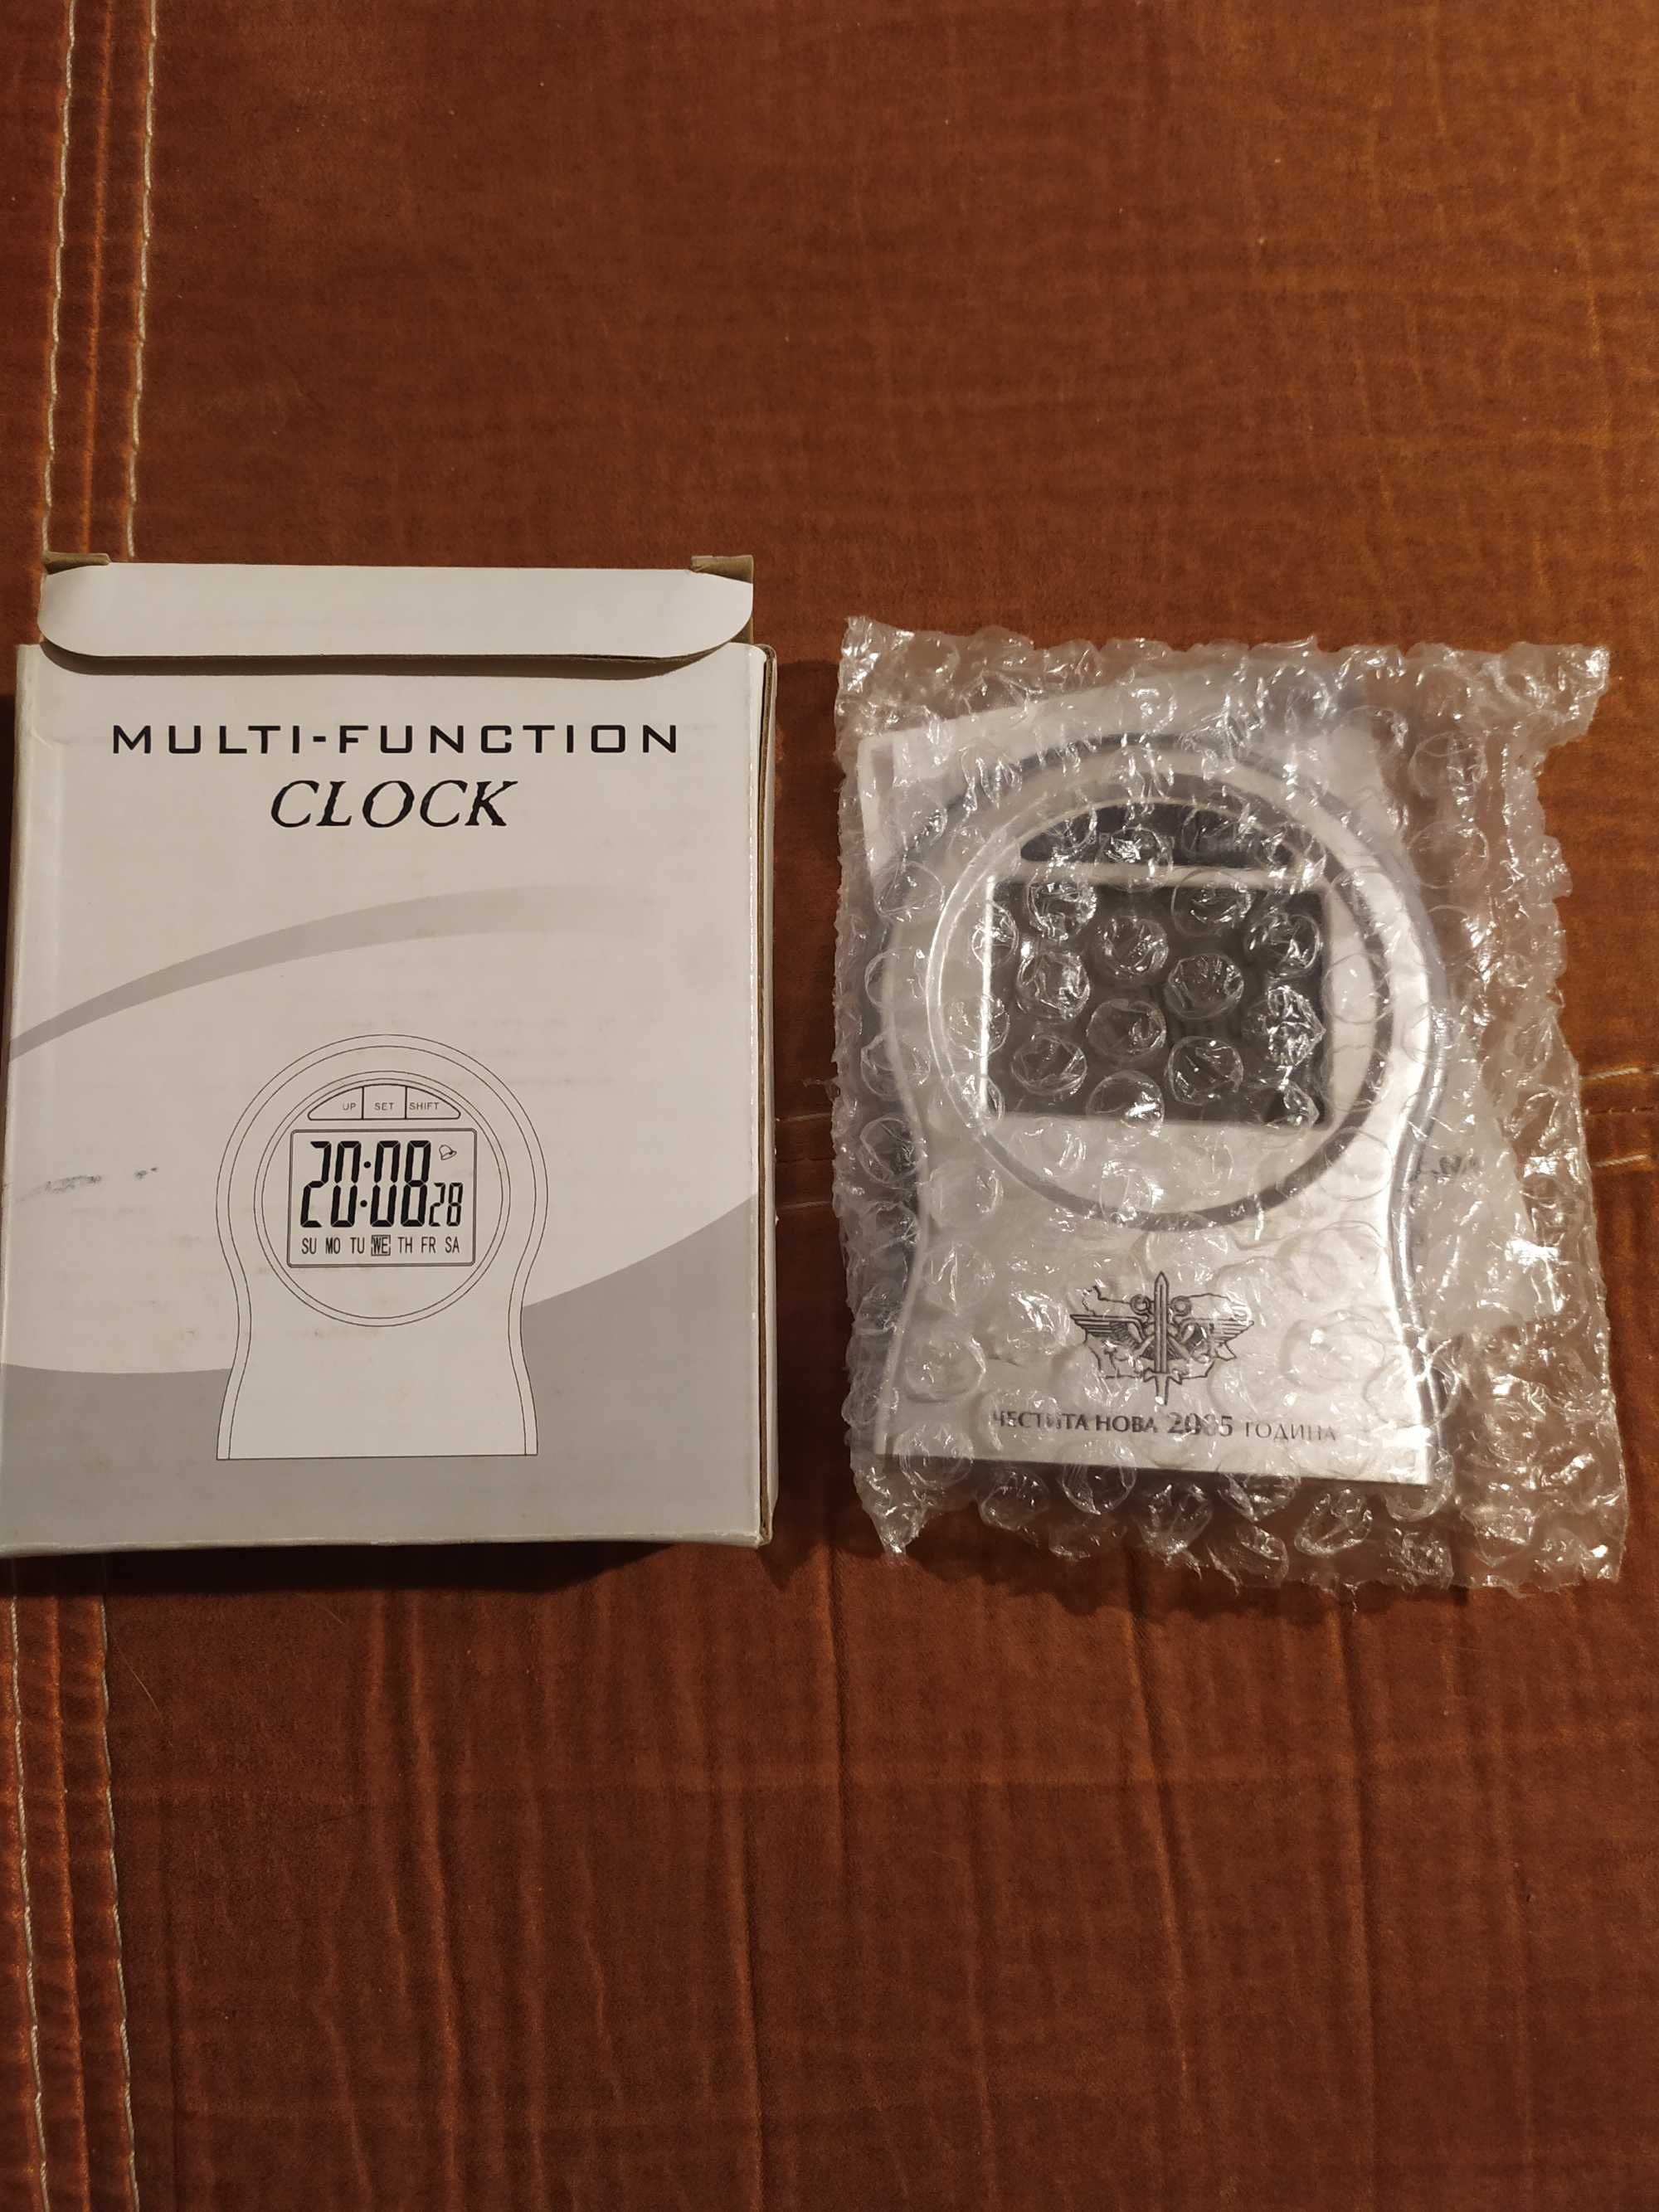 MULTI-FUNCTION
CLOCK
UP SET SHIFT
20:08 28
SU MO TU WE TH FR SA
ЧЕСТИТА НОВА 2005 ГОДИНА